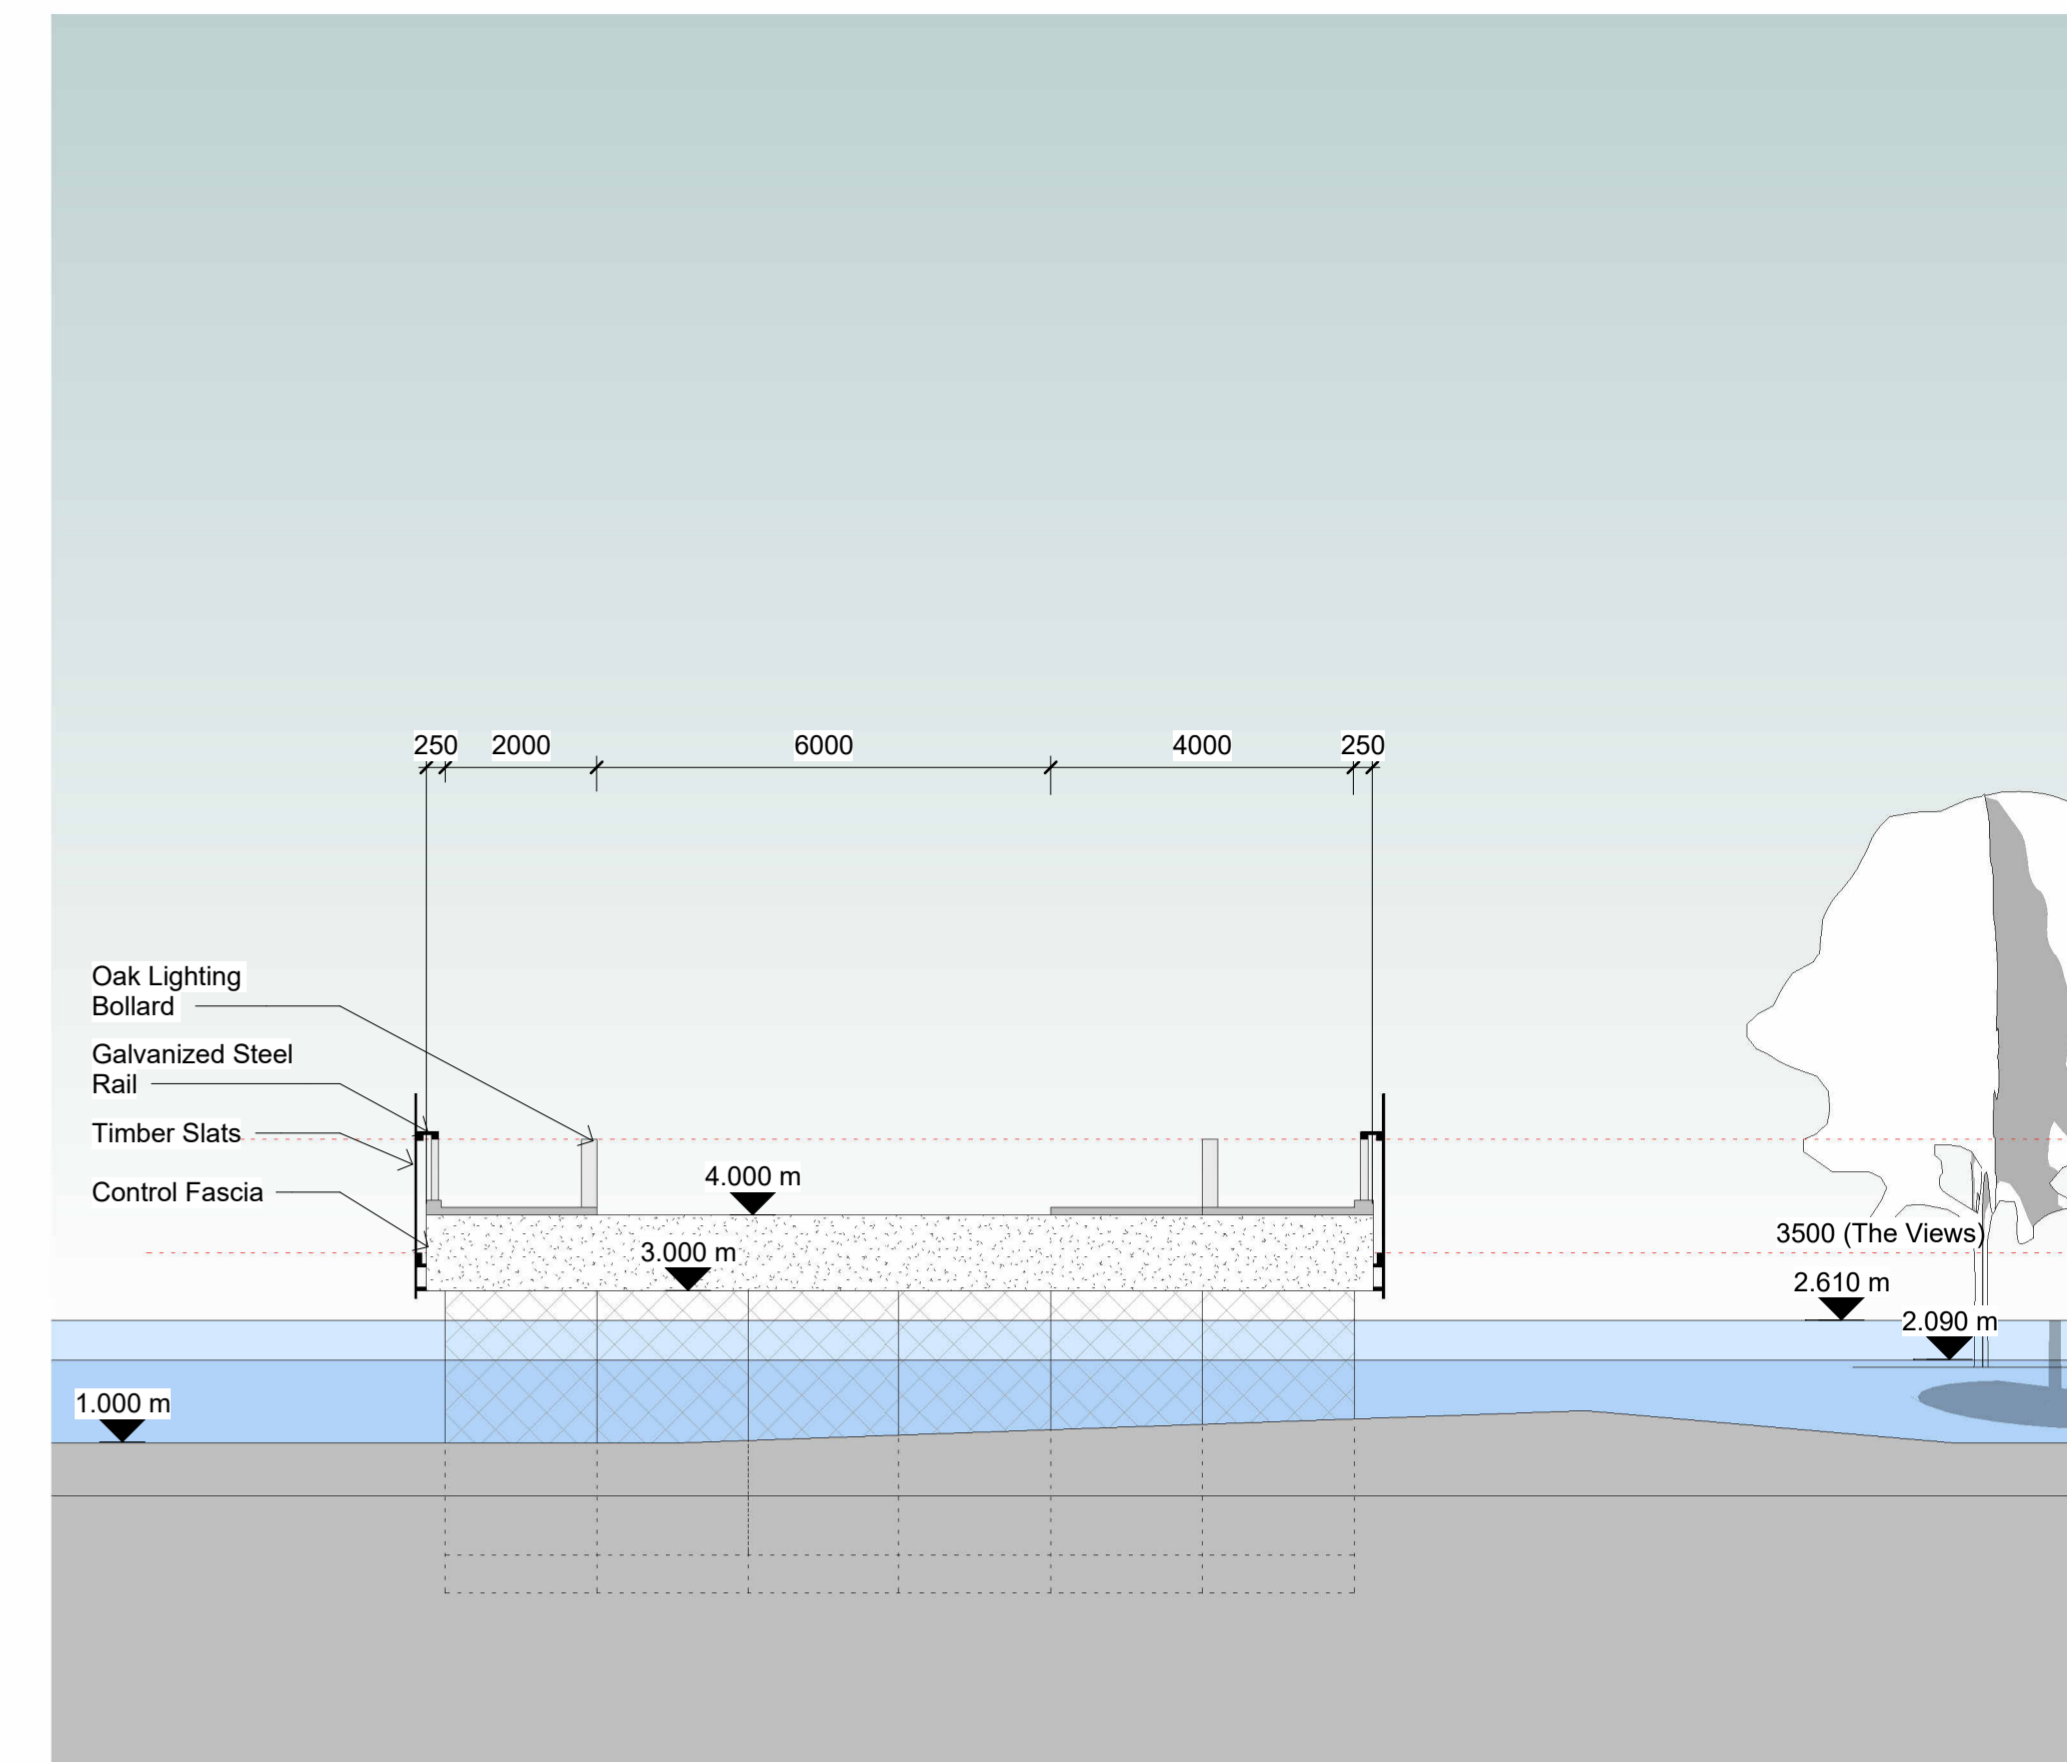 250 2000 6000 4000 250
Oak Lighting
Bollard
Galvanized Steel
Rail
Timber Slats
Control Fascia
4.000 m
3.000 m
3500 (The Views)
2.610 m
2.090 m
1.000 m